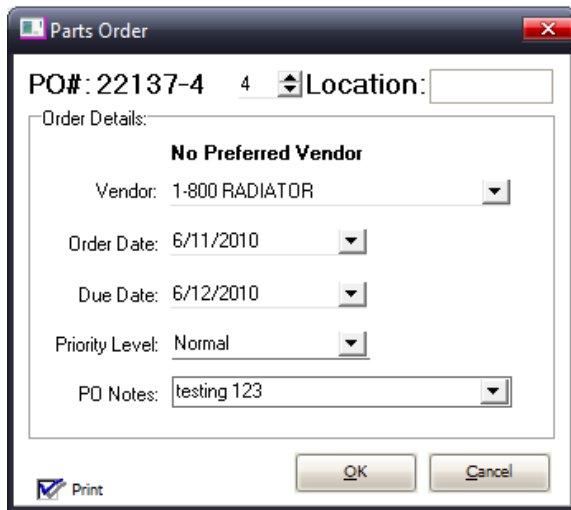 Parts Order
PO#: 22137-4 4 Location:
Order Details:
No Preferred Vendor
Vendor: 1-800 RADIATOR
Order Date: 6/11/2010
Due Date: 6/12/2010
Priority Level: Normal
PO Notes: testing 123
Print OK Cancel